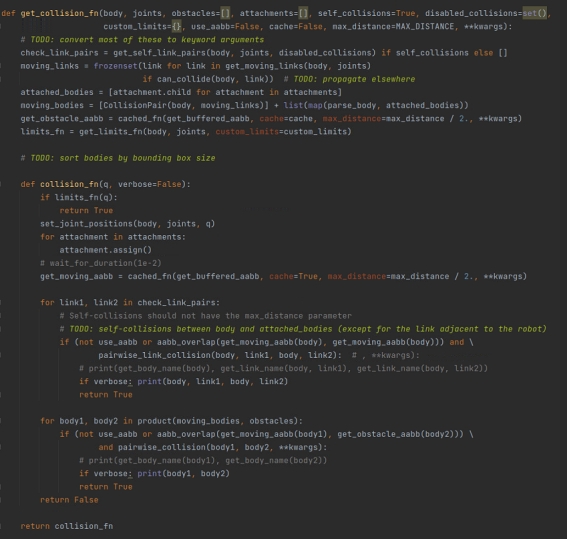 def get_collision_fn(body, joints, obstacles=[], attachments=[], self_collisions=True, disabled_collisions=set(),
                     custom_limits={}, use_aabb=False, cache=False, max_distance=MAX_DISTANCE, **kwargs):
    # TODO: convert most of these to keyword arguments
    check_link_pairs = get_self_link_pairs(body, joints, disabled_collisions) if self_collisions else []
    moving_links = frozenset(link for link in get_moving_links(body, joints)
                             if can_collide(body, link))  # TODO: propagate elsewhere
    attached_bodies = [attachment.child for attachment in attachments]
    moving_bodies = [CollisionPair(body, moving_links)] + list(map(parse_body, attached_bodies))
    get_obstacle_aabb = cached_fn(get_buffered_aabb, cache=cache, max_distance=max_distance / 2., **kwargs)
    limits_fn = get_limits_fn(body, joints, custom_limits=custom_limits)
    # TODO: sort bodies by bounding box size
    def collision_fn(q, verbose=False):
        if limits_fn(q):
            return True
        set_joint_positions(body, joints, q)
        for attachment in attachments:
            attachment.assign()
        # wait_for_duration(1e-2)
        get_moving_aabb = cached_fn(get_buffered_aabb, cache=True, max_distance=max_distance / 2., **kwargs)
        for link1, link2 in check_link_pairs:
            # Self-collisions should not have the max_distance parameter
            # TODO: self-collisions between body and attached_bodies (except for the link adjacent to the robot)
            if (not use_aabb or aabb_overlap(get_moving_aabb(body), get_moving_aabb(body))) and \
                    pairwise_link_collision(body, link1, body, link2):  # , **kwargs):
                # print(get_body_name(body), get_link_name(body, link1), get_link_name(body, link2))
                if verbose: print(body, link1, body, link2)
                return True
        for body1, body2 in product(moving_bodies, obstacles):
            if (not use_aabb or aabb_overlap(get_moving_aabb(body1), get_obstacle_aabb(body2))) \
                    and pairwise_collision(body1, body2, **kwargs):
                # print(get_body_name(body1), get_body_name(body2))
                if verbose: print(body1, body2)
                return True
        return False
    return collision_fn